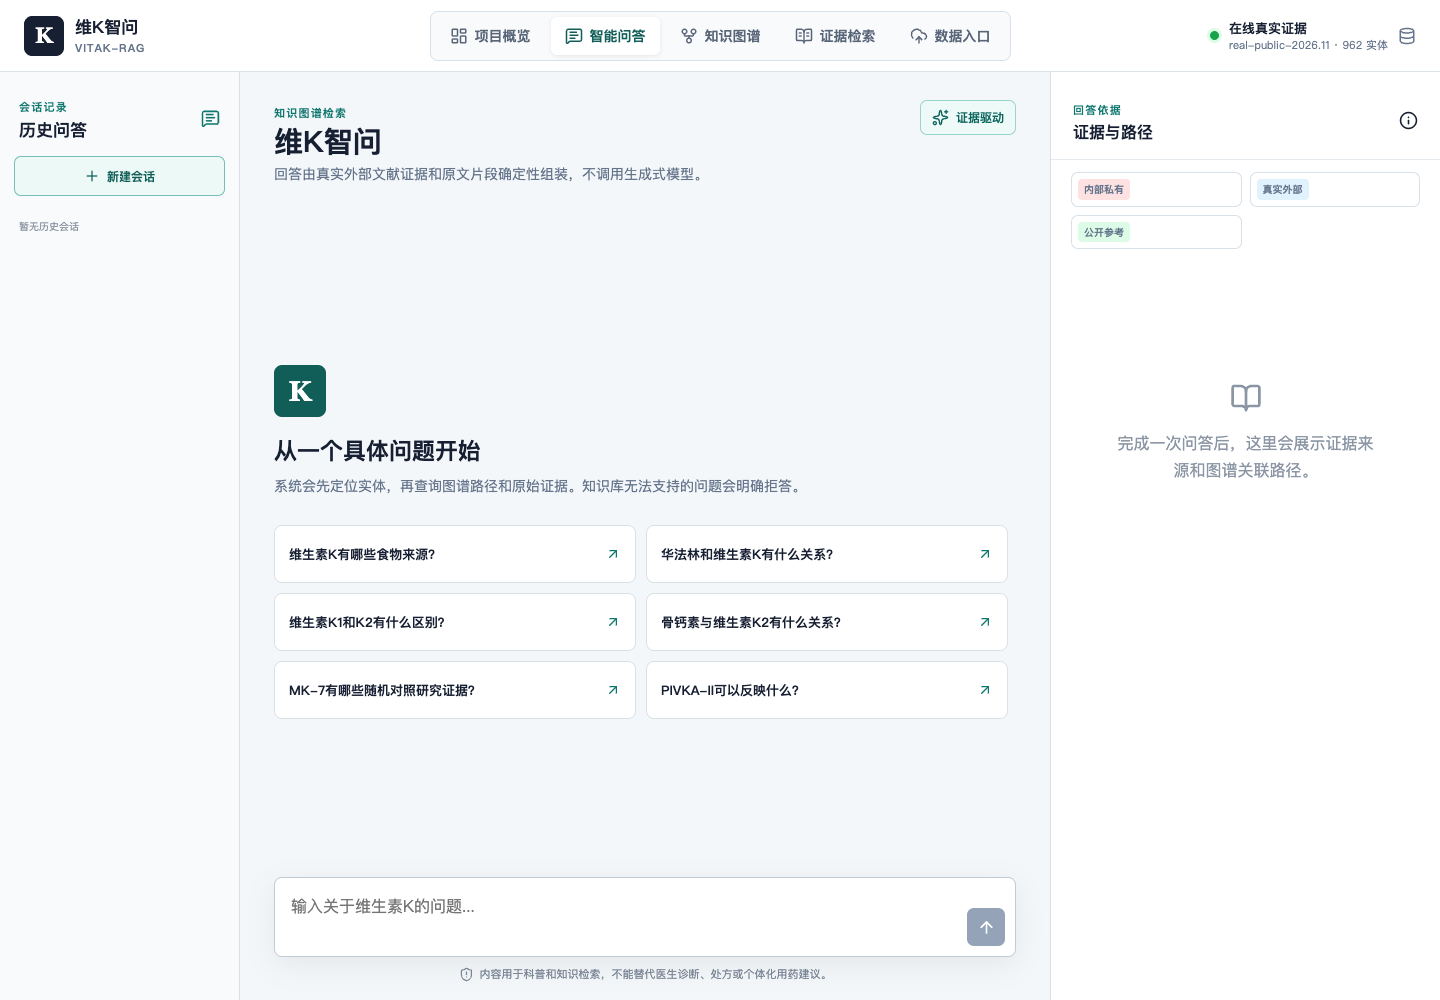 K
维K智问
VITAK-RAG
项目概览
智能问答
知识图谱
证据检索
数据入口
在线真实证据
real-public-2026.11 · 962 实体
会话记录
历史问答
新建会话
暂无历史会话
知识图谱检索
维K智问
回答由真实外部文献证据和原文片段确定性组装，不调用生成式模型。
证据驱动
K
从一个具体问题开始
系统会先定位实体，再查询图谱路径和原始证据。知识库无法支持的问题会明确拒答。
维生素K有哪些食物来源?
华法林和维生素K有什么关系?
维生素K1和K2有什么区别?
骨钙素与维生素K2有什么关系?
MK-7有哪些随机对照研究证据?
PIVKA-II可以反映什么?
输入关于维生素K的问题...
内容用于科普和知识检索，不能替代医生诊断、处方或个体化用药建议。
回答依据
证据与路径
内部私有
真实外部
公开参考
完成一次问答后，这里会展示证据来
源和图谱关联路径。